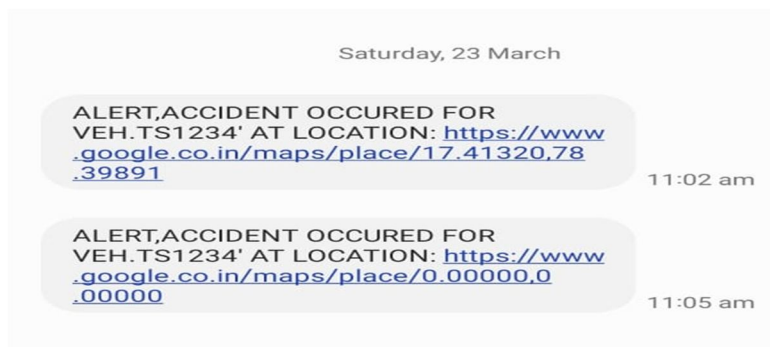 Saturday, 23 March
ALERT,ACCIDENT OCCURED FOR
VEH.TS1234' AT LOCATION: https://www
.google.co.in/maps/place/17.41320,78
.39891
11:02 am
ALERT,ACCIDENT OCCURED FOR
VEH.TS1234' AT LOCATION: https://www
.google.co.in/maps/place/0.00000,0
.00000
11:05 am